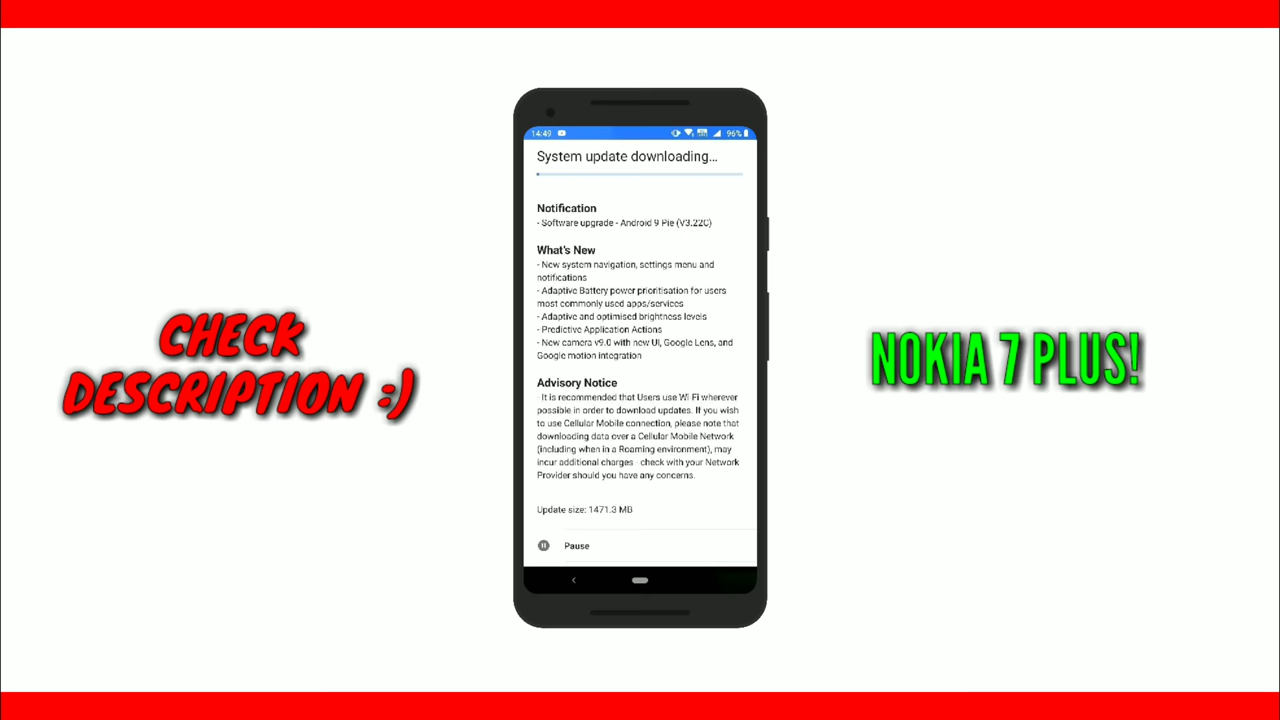 14:49
96%
System update downloading...
Notification
- Software upgrade - Android 9 Pie (V3.22C)
What's New
- New system navigation, settings menu and
notifications
- Adaptive Battery power prioritisation for users
most commonly used apps/services
- Adaptive and optimised brightness levels
- Predictive Application Actions
- New camera v9.0 with new UI, Google Lens, and
Google motion integration
Advisory Notice
- It is recommended that Users use Wi Fi wherever
possible in order to download updates. If you wish
to use Cellular Mobile connection, please note that
downloading data over a Cellular Mobile Network
(including when in a Roaming environment), may
incur additional charges - check with your Network
Provider should you have any concerns.
Update size: 1471.3 MB
Pause
CHECK
DESCRIPTION :)
NOKIA 7 PLUS!